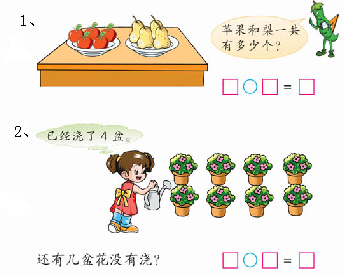 1、
苹果和梨一共
有多少个？
□○□=□
2、
已经浇了4盆。
还有几盆花没有浇？
□○□=□